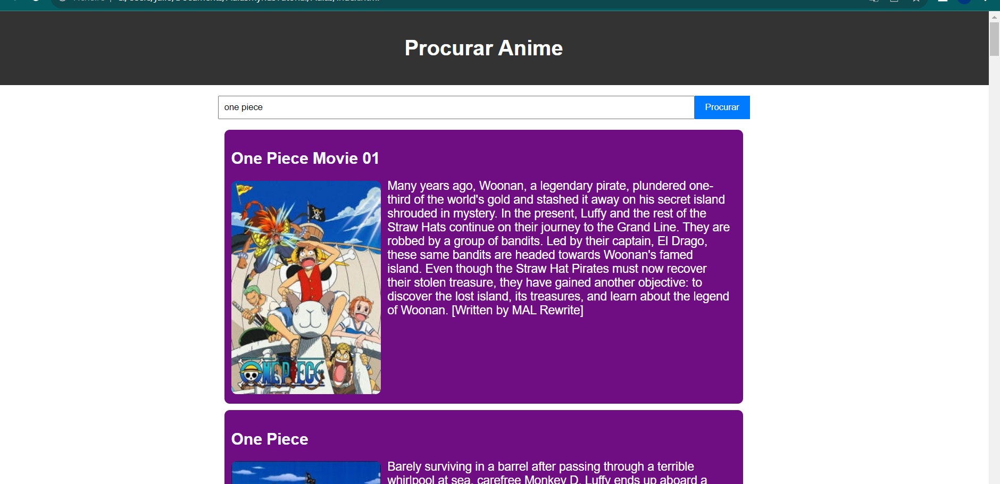 Procurar Anime
one piece
Procurar
One Piece Movie 01
Many years ago, Woonan, a legendary pirate, plundered one-
third of the world's gold and stashed it away on his secret island
shrouded in mystery. In the present, Luffy and the rest of the
Straw Hats continue on their journey to the Grand Line. They are
robbed by a group of bandits. Led by their captain, El Drago,
these same bandits are headed towards Woonan's famed
island. Even though the Straw Hat Pirates must now recover
their stolen treasure, they have gained another objective: to
discover the lost island, its treasures, and learn about the legend
of Woonan. [Written by MAL Rewrite]
ONE PIECE
One Piece
Barely surviving in a barrel after passing through a terrible
whirlpool at sea, carefree Monkey D. Luffy ends up aboard a